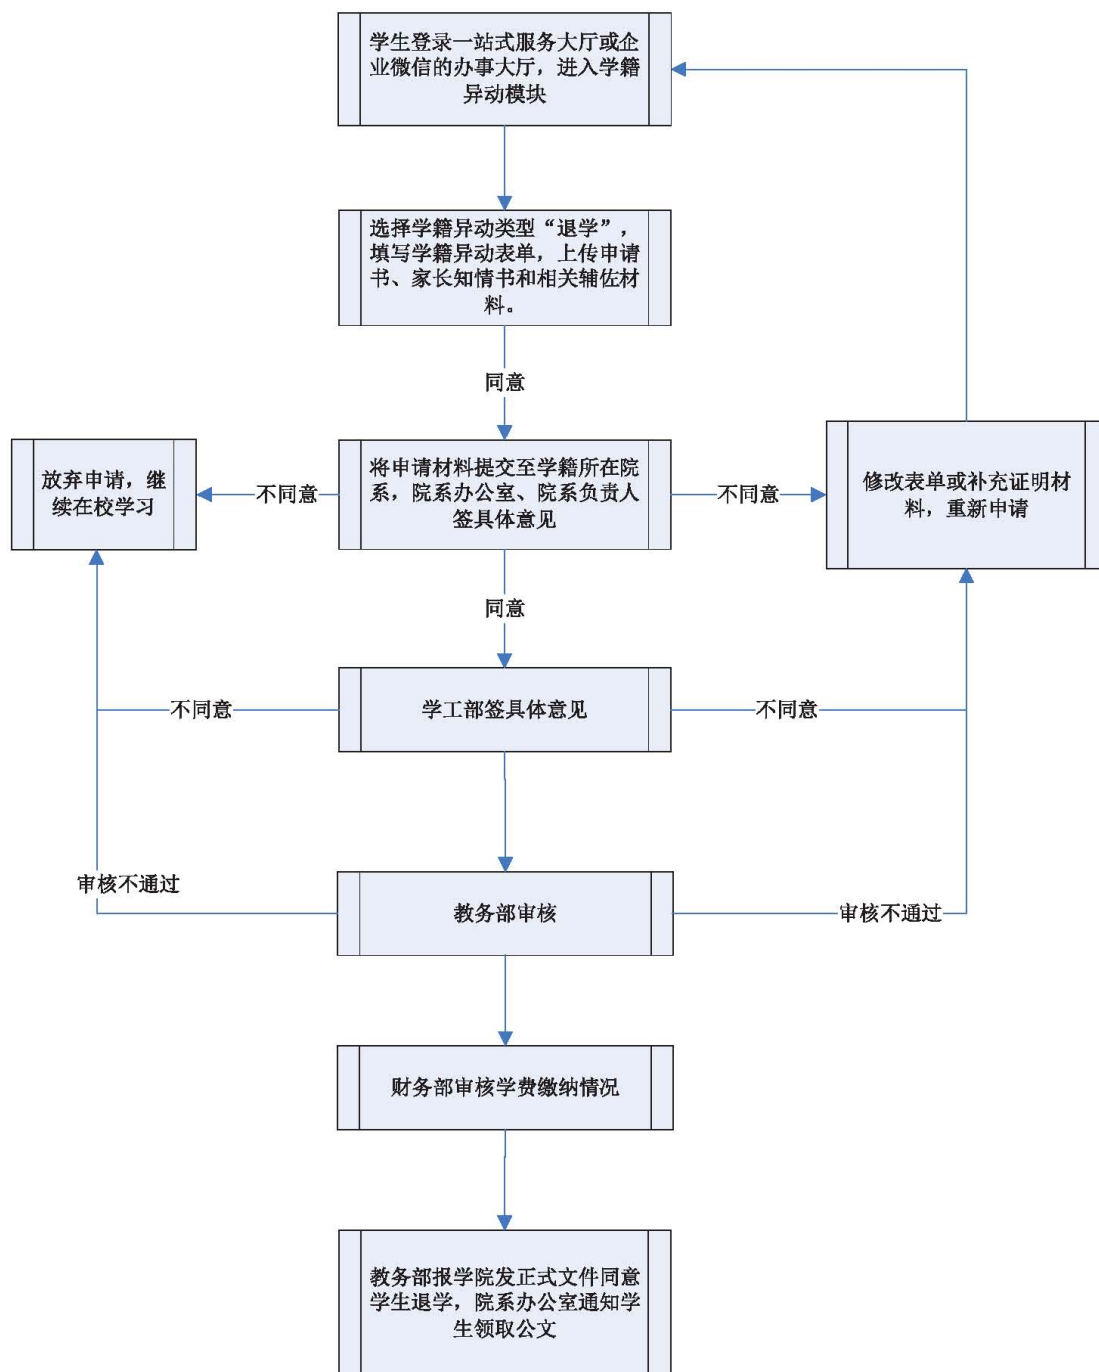 学生登录一站式服务大厅或企
业微信的办事大厅，进入学籍
异动模块
选择学籍异动类型“退学”，
填写学籍异动表单，上传申请
书、家长知情书和相关辅佐材
料。
同意
放弃申请，继
续在校学习
不同意
将申请材料提交至学籍所在院
系，院系办公室、院系负责人
签具体意见
不同意
修改表单或补充证明材
料，重新申请
同意
不同意
学工部签具体意见
不同意
审核不通过
教务部审核
审核不通过
财务部审核学费缴纳情况
教务部报学院发正式文件同意
学生退学，院系办公室通知学
生领取公文